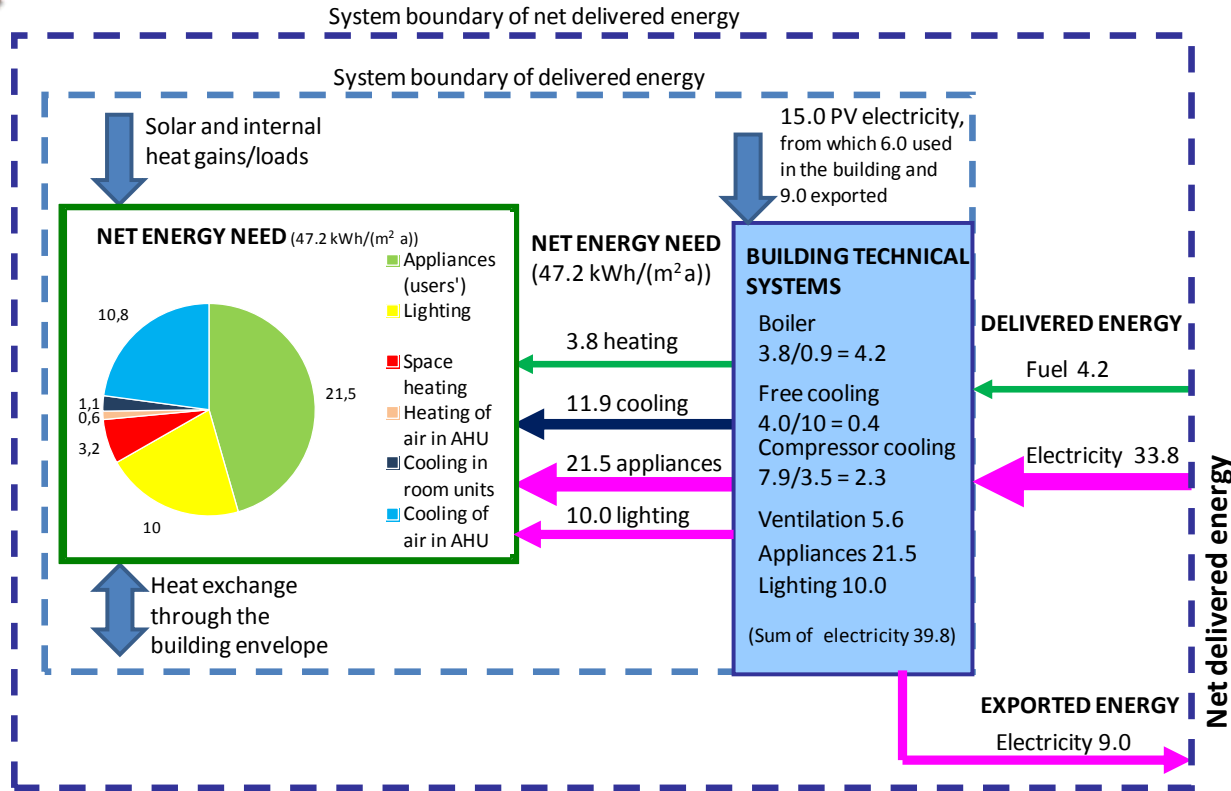 System boundary of net delivered energy
System boundary of delivered energy
Solar and internal
heat gains/loads
15.0 PV electricity,
from which 6.0 used
in the building and
9.0 exported
NET ENERGY NEED (47.2 kWh/(m² a))
Appliances
(users')
Lighting
Space
heating
Heating of
air in AHU
Cooling in
room units
Cooling of
air in AHU
10,8
1,1
0,6
3,2
10
21,5
NET ENERGY NEED
(47.2 kWh/(m² a))
3.8 heating
11.9 cooling
21.5 appliances
10.0 lighting
BUILDING TECHNICAL
SYSTEMS
Boiler
3.8/0.9 = 4.2
Free cooling
4.0/10 = 0.4
Compressor cooling
7.9/3.5 = 2.3
Ventilation 5.6
Appliances 21.5
Lighting 10.0
(Sum of electricity 39.8)
DELIVERED ENERGY
Fuel 4.2
Electricity 33.8
Heat exchange
through the
building envelope
EXPORTED ENERGY
Electricity 9.0
Net delivered energy